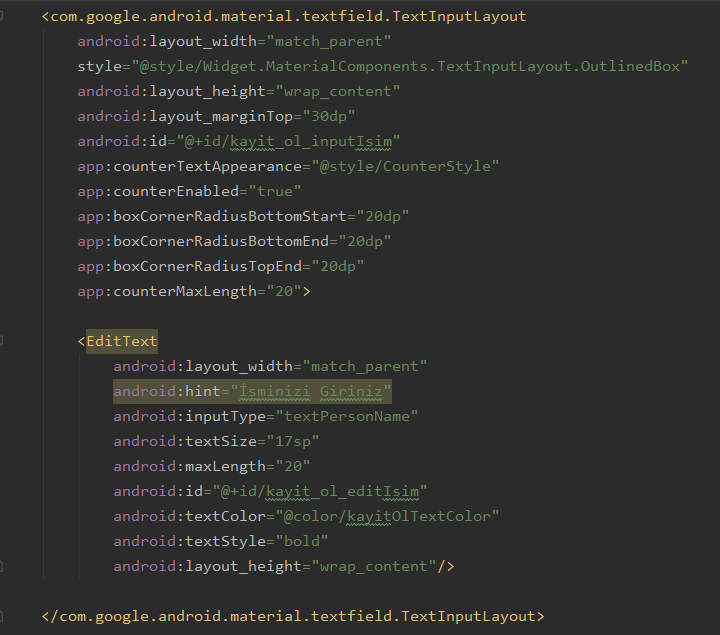 <com.google.android.material.textfield.TextInputLayout
android:layout_width="match_parent"
style="@style/Widget.MaterialComponents.TextInputLayout.OutlinedBox"
android:layout_height="wrap_content"
android:layout_marginTop="30dp"
android:id="@+id/kayit_ol_inputIsim"
app:counterTextAppearance="@style/CounterStyle"
app:counterEnabled="true"
app:boxCornerRadiusBottomStart="20dp"
app:boxCornerRadiusBottomEnd="20dp"
app:boxCornerRadiusTopEnd="20dp"
app:counterMaxLength="20">
<EditText
android:layout_width="match_parent"
android:hint="İsminizi Giriniz"
android:inputType="textPersonName"
android:textSize="17sp"
android:maxLength="20"
android:id="@+id/kayit_ol_editIsim"
android:textColor="@color/kayitOlTextColor"
android:textStyle="bold"
android:layout_height="wrap_content"/>
</com.google.android.material.textfield.TextInputLayout>